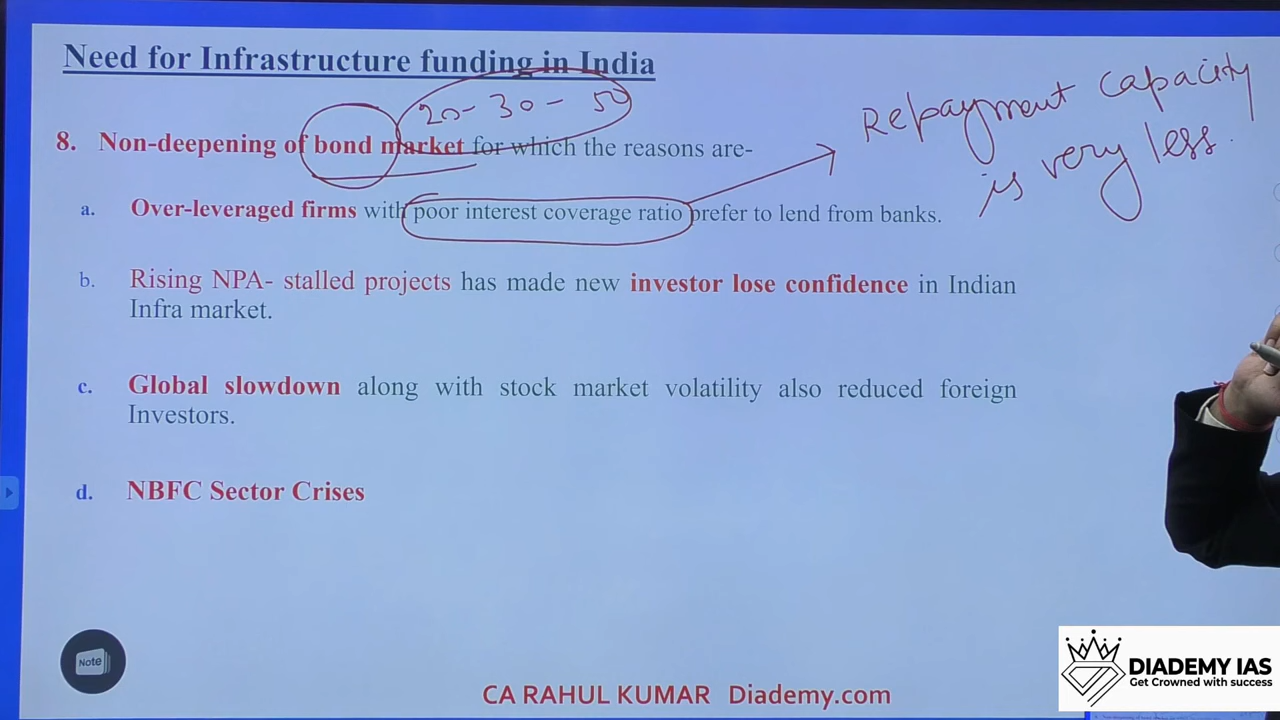 Need for Infrastructure funding in India
20 - 30 - 50
Repayment capacity
is very less.
8. Non-deepening of bond market for which the reasons are-
a. Over-leveraged firms with poor interest coverage ratio prefer to lend from banks.
b. Rising NPA- stalled projects has made new investor lose confidence in Indian
Infra market.
c. Global slowdown along with stock market volatility also reduced foreign
Investors.
d. NBFC Sector Crises
Note
CA RAHUL KUMAR Diademy.com
DIADEMY IAS
Get Crowned with success